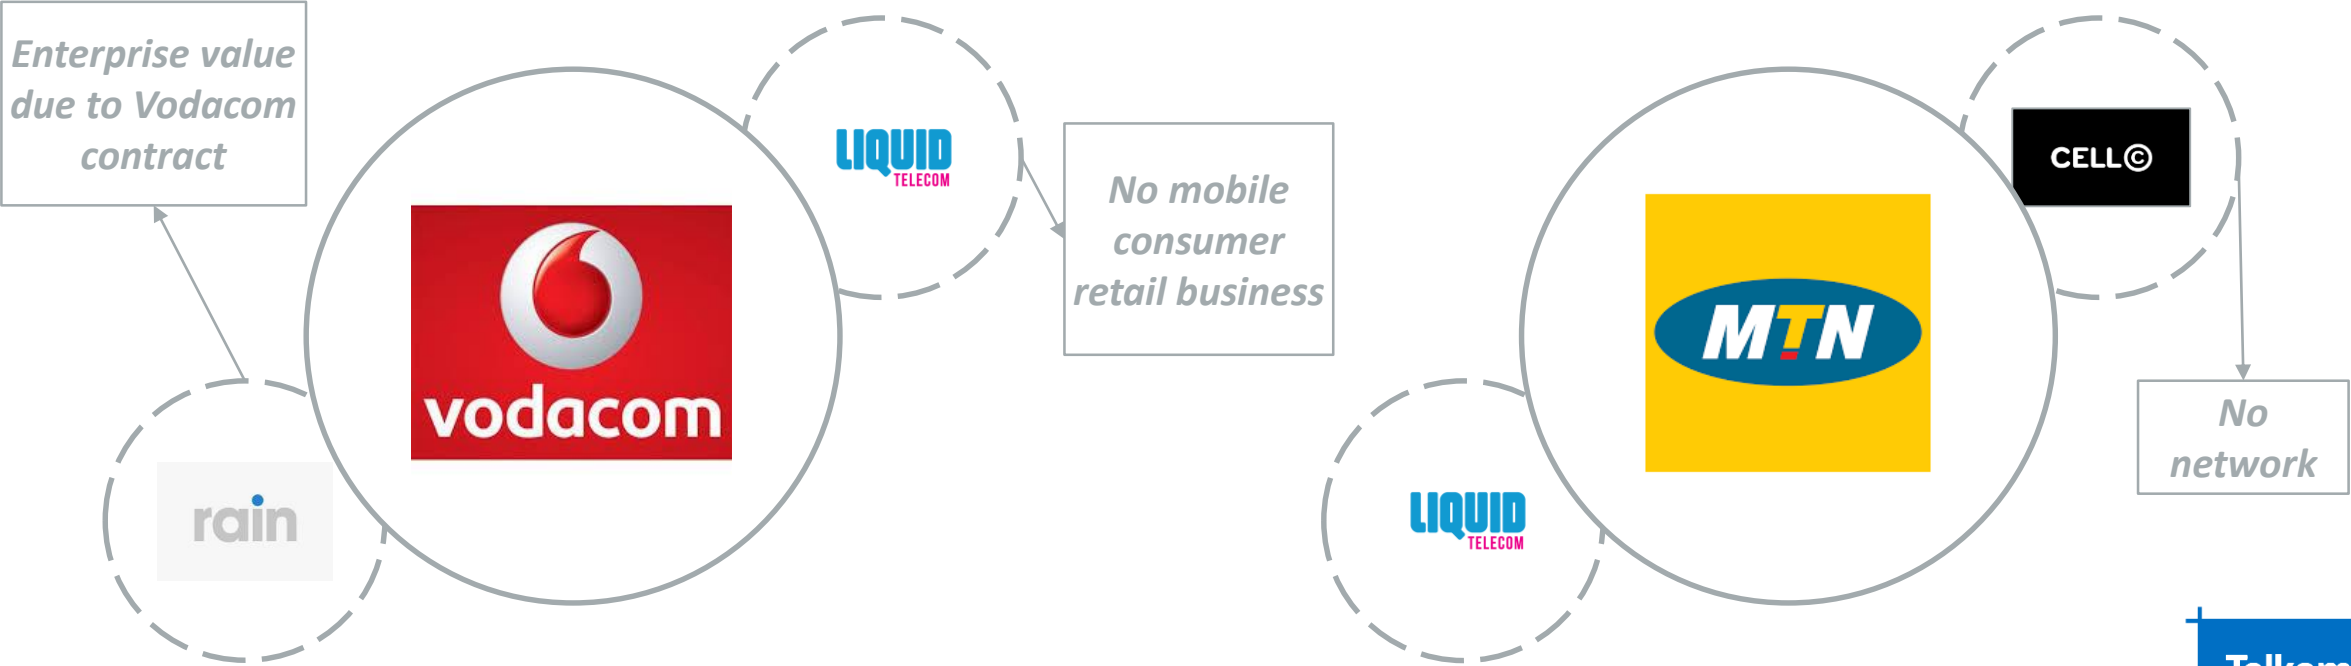 Enterprise value
due to Vodacom
contract
LIQUID
TELECOM
No mobile
consumer
retail business
vodacom
rain
CELL©
MTN
LIQUID
TELECOM
No
network
Telkom